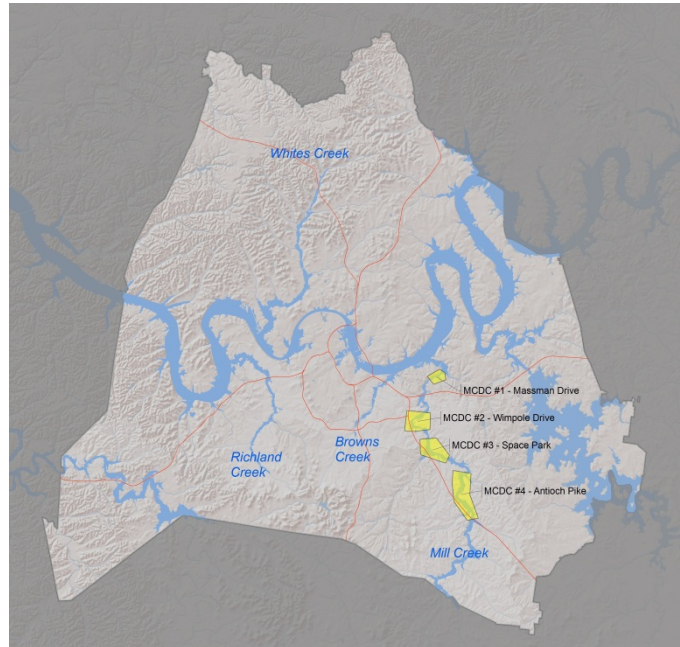 Whites Creek
MCDC #1 - Massman Drive
MCDC #2 - Wimpole Drive
Browns
Creek
MCDC #3 - Space Park
Richland
Creek
MCDC #4 - Antioch Pike
Mill Creek